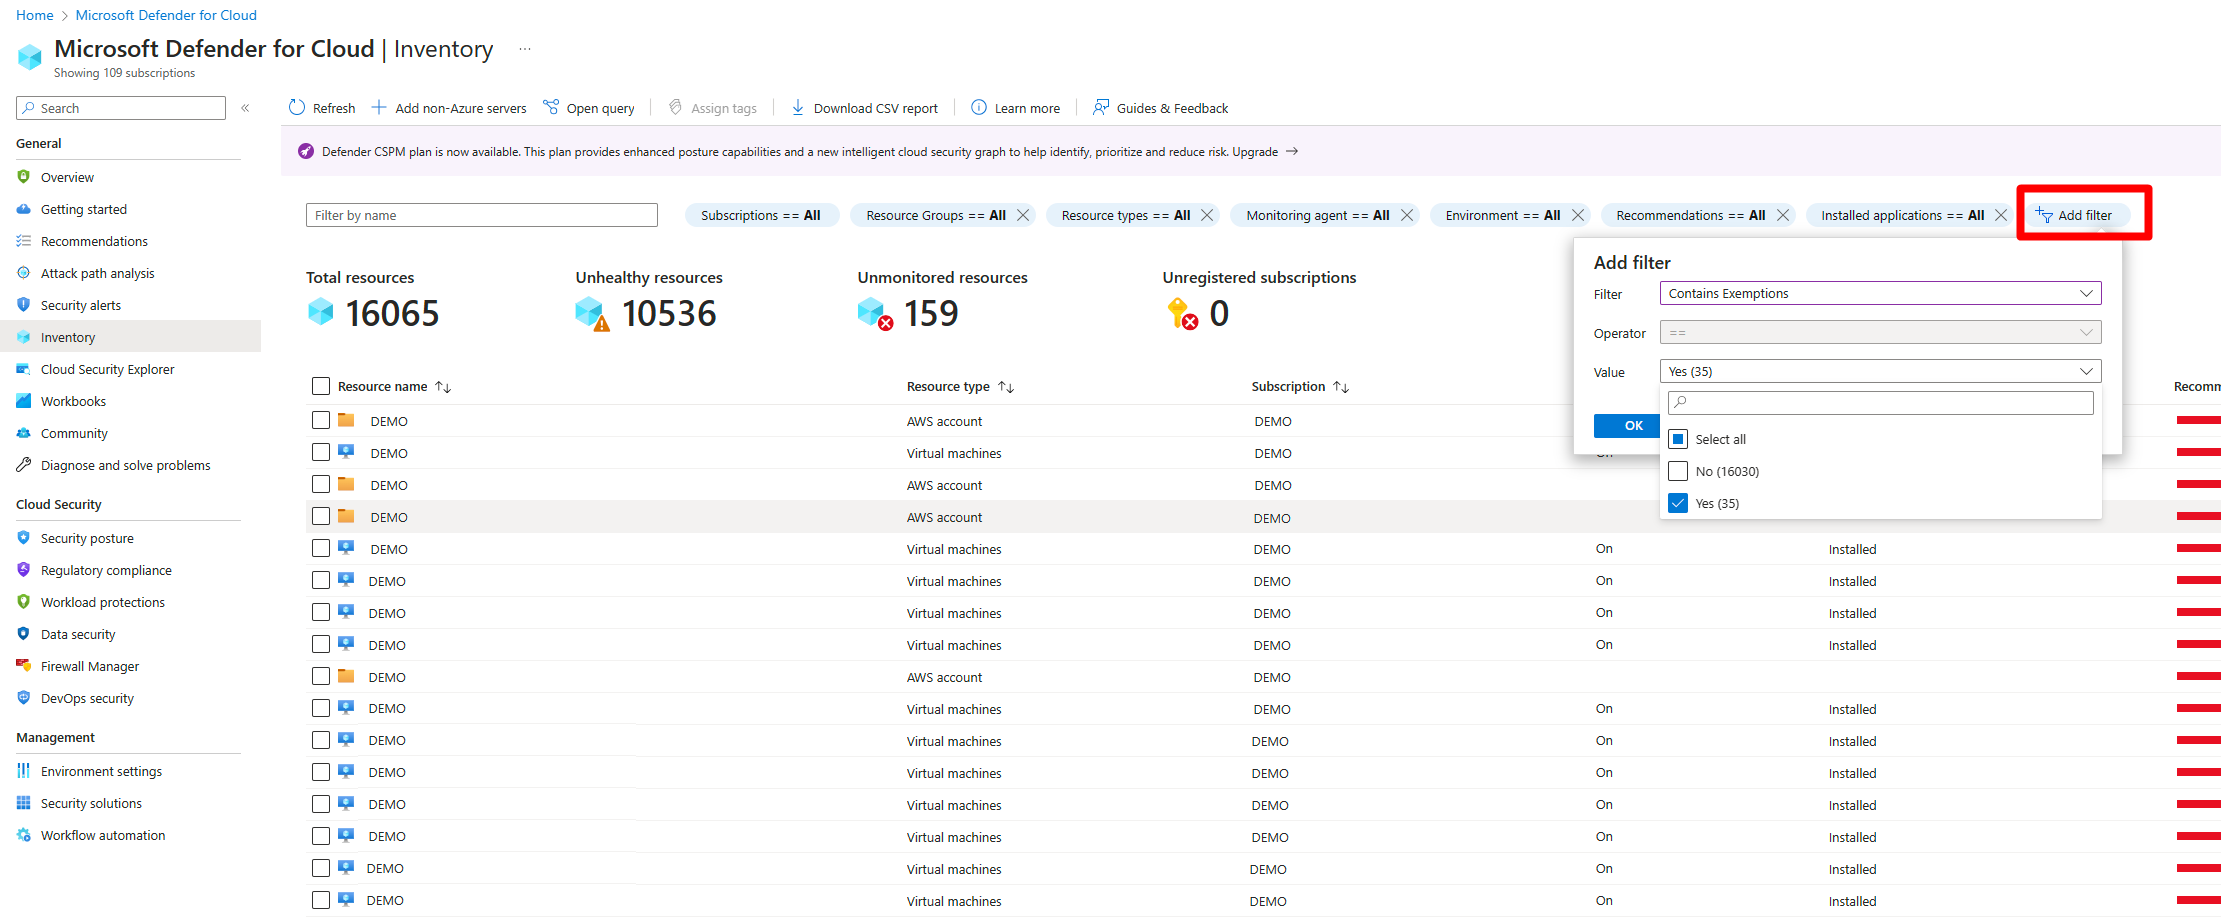 Home > Microsoft Defender for Cloud
Microsoft Defender for Cloud | Inventory ...
Showing 109 subscriptions
Search «
General
Overview
Getting started
Recommendations
Attack path analysis
Security alerts
Inventory
Cloud Security Explorer
Workbooks
Community
Diagnose and solve problems
Cloud Security
Security posture
Regulatory compliance
Workload protections
Data security
Firewall Manager
DevOps security
Management
Environment settings
Security solutions
Workflow automation
Refresh Add non-Azure servers Open query Assign tags Download CSV report Learn more Guides & Feedback
Defender CSPM plan is now available. This plan provides enhanced posture capabilities and a new intelligent cloud security graph to help identify, prioritize and reduce risk. Upgrade →
Filter by name Subscriptions == All Resource Groups == All Resource types == All Monitoring agent == All Environment == All Recommendations == All Installed applications == All Add filter
Total resources Unhealthy resources Unmonitored resources Unregistered subscriptions
16065 10536 159 0
Add filter
Filter Contains Exemptions
Operator ==
Value Yes (35)
OK
Select all
No (16030)
Yes (35)
Resource name ↑↓ Resource type ↑↓ Subscription ↑↓ Recomm
DEMO AWS account DEMO
DEMO Virtual machines DEMO On
DEMO AWS account DEMO
DEMO AWS account DEMO
DEMO Virtual machines DEMO On Installed
DEMO Virtual machines DEMO On Installed
DEMO Virtual machines DEMO On Installed
DEMO Virtual machines DEMO On Installed
DEMO AWS account DEMO
DEMO Virtual machines DEMO On Installed
DEMO Virtual machines DEMO On Installed
DEMO Virtual machines DEMO On Installed
DEMO Virtual machines DEMO On Installed
DEMO Virtual machines DEMO On Installed
DEMO Virtual machines DEMO On Installed
DEMO Virtual machines DEMO On Installed